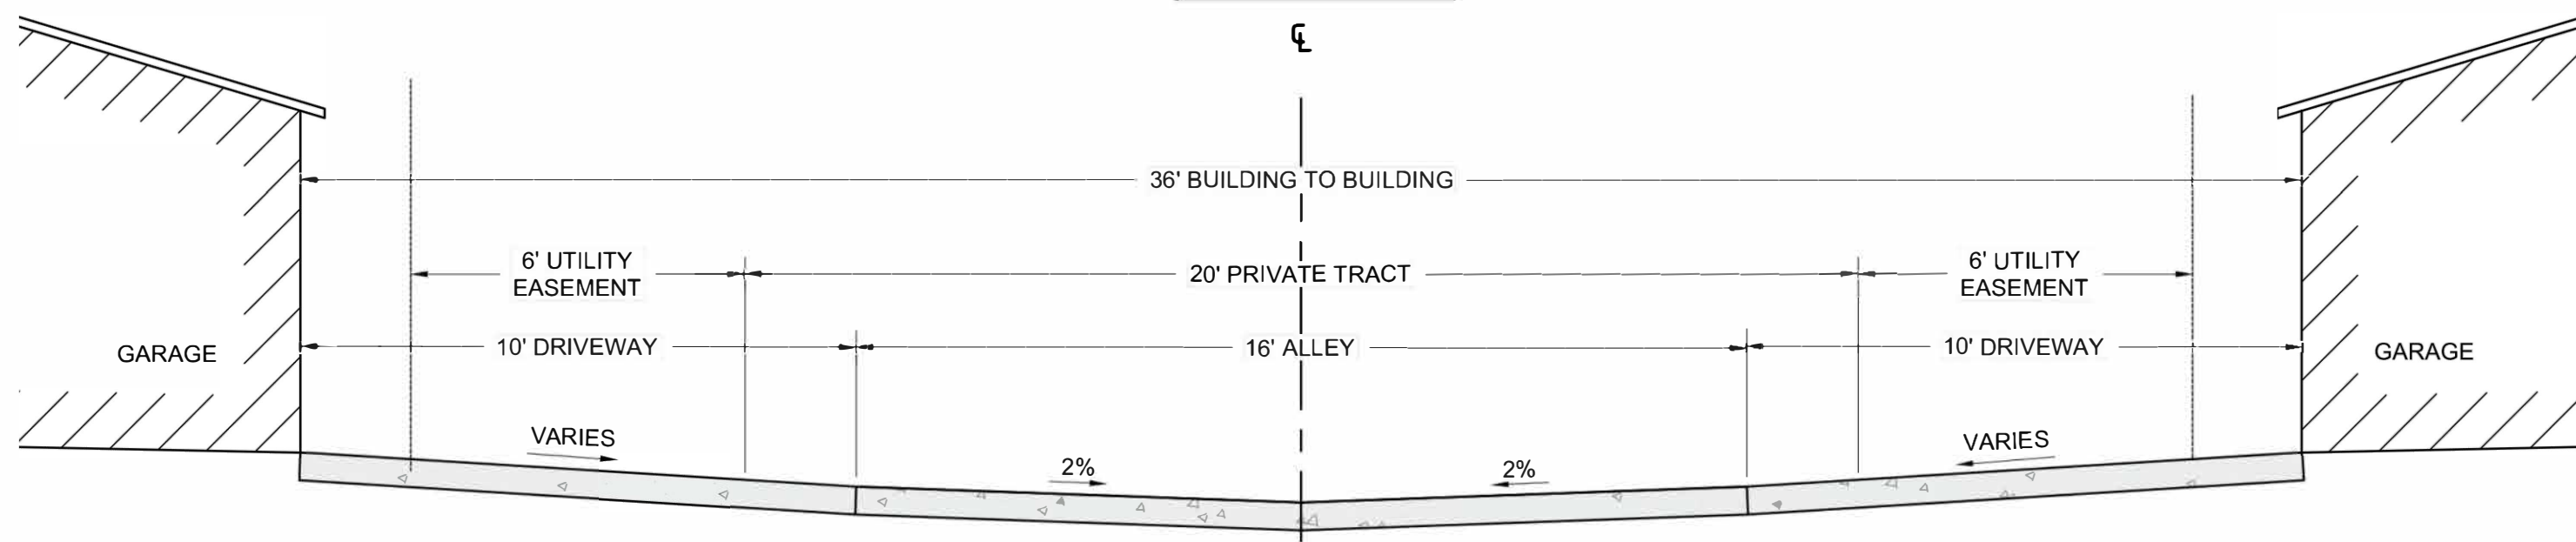 ℄
36' BUILDING TO BUILDING
6' UTILITY
EASEMENT
20' PRIVATE TRACT
6' UTILITY
EASEMENT
GARAGE
10' DRIVEWAY
16' ALLEY
10' DRIVEWAY
GARAGE
VARIES
2%
2%
VARIES